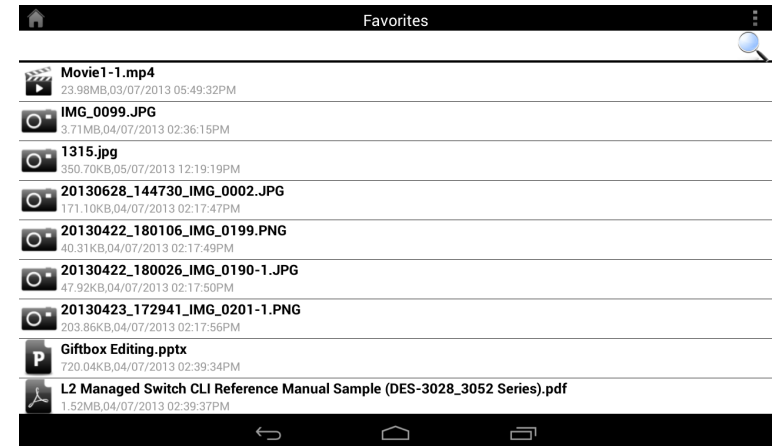 Favorites
Movie1-1.mp4
23.98MB,03/07/2013 05:49:32PM
IMG_0099.JPG
3.71MB,04/07/2013 02:36:15PM
1315.jpg
350.70KB,05/07/2013 12:19:19PM
20130628_144730_IMG_0002.JPG
171.10KB,04/07/2013 02:17:47PM
20130422_180106_IMG_0199.PNG
40.31KB,04/07/2013 02:17:49PM
20130422_180026_IMG_0190-1.JPG
47.92KB,04/07/2013 02:17:50PM
20130423_172941_IMG_0201-1.PNG
203.86KB,04/07/2013 02:17:56PM
P
Giftbox Editing.pptx
720.04KB,04/07/2013 02:39:34PM
L2 Managed Switch CLI Reference Manual Sample (DES-3028_3052 Series).pdf
1.52MB,04/07/2013 02:39:37PM